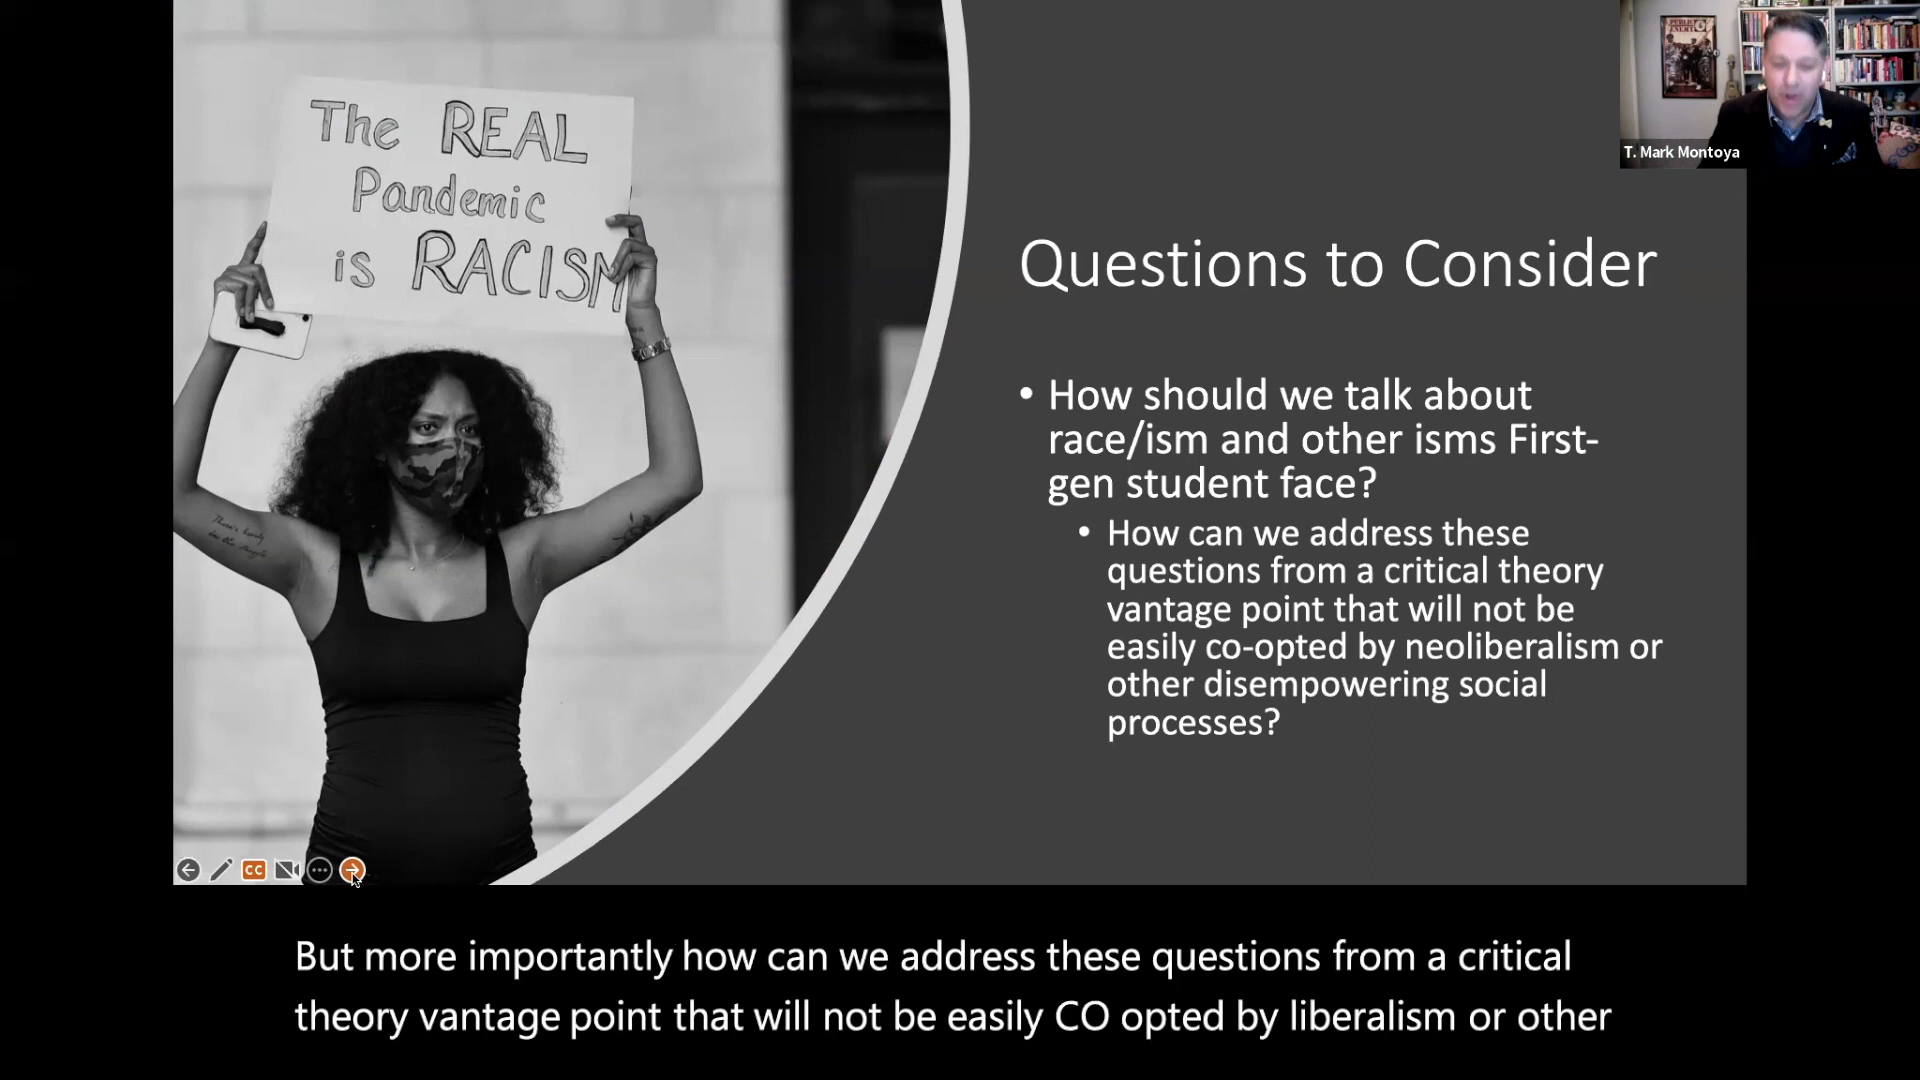 The REAL
Pandemic
is RACISM
PUBLIC
ENEMY
T. Mark Montoya
Questions to Consider
• How should we talk about
race/ism and other isms First-
gen student face?
• How can we address these
questions from a critical theory
vantage point that will not be
easily co-opted by neoliberalism or
other disempowering social
processes?
CC
But more importantly how can we address these questions from a critical
theory vantage point that will not be easily CO opted by liberalism or other